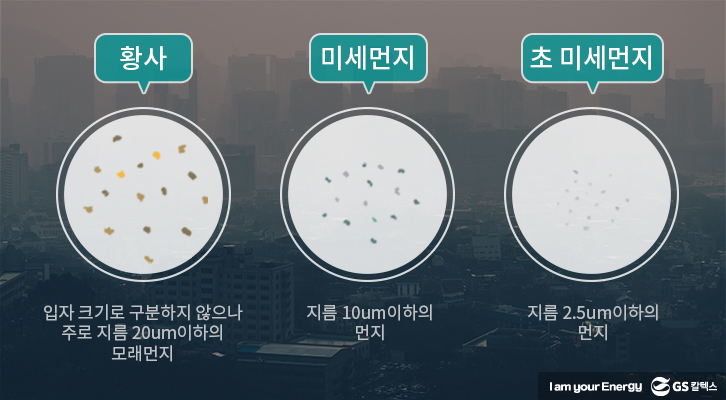 황사
미세먼지
초 미세먼지
입자 크기로 구분하지 않으나
주로 지름 20um이하의
모래먼지
지름 10um이하의
먼지
지름 2.5um이하의
먼지
I am your Energy GS칼텍스